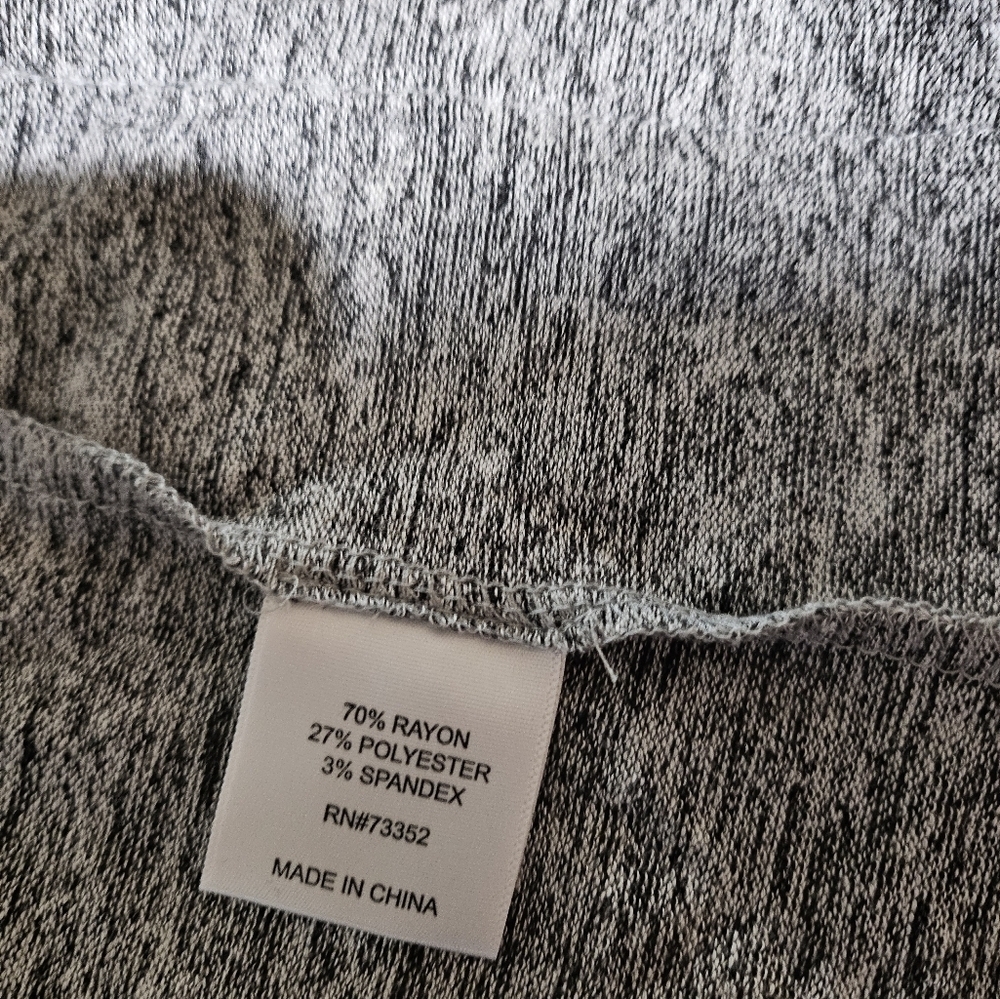 70% RAYON
27% POLYESTER
3% SPANDEX
RN#73352
MADE IN CHINA